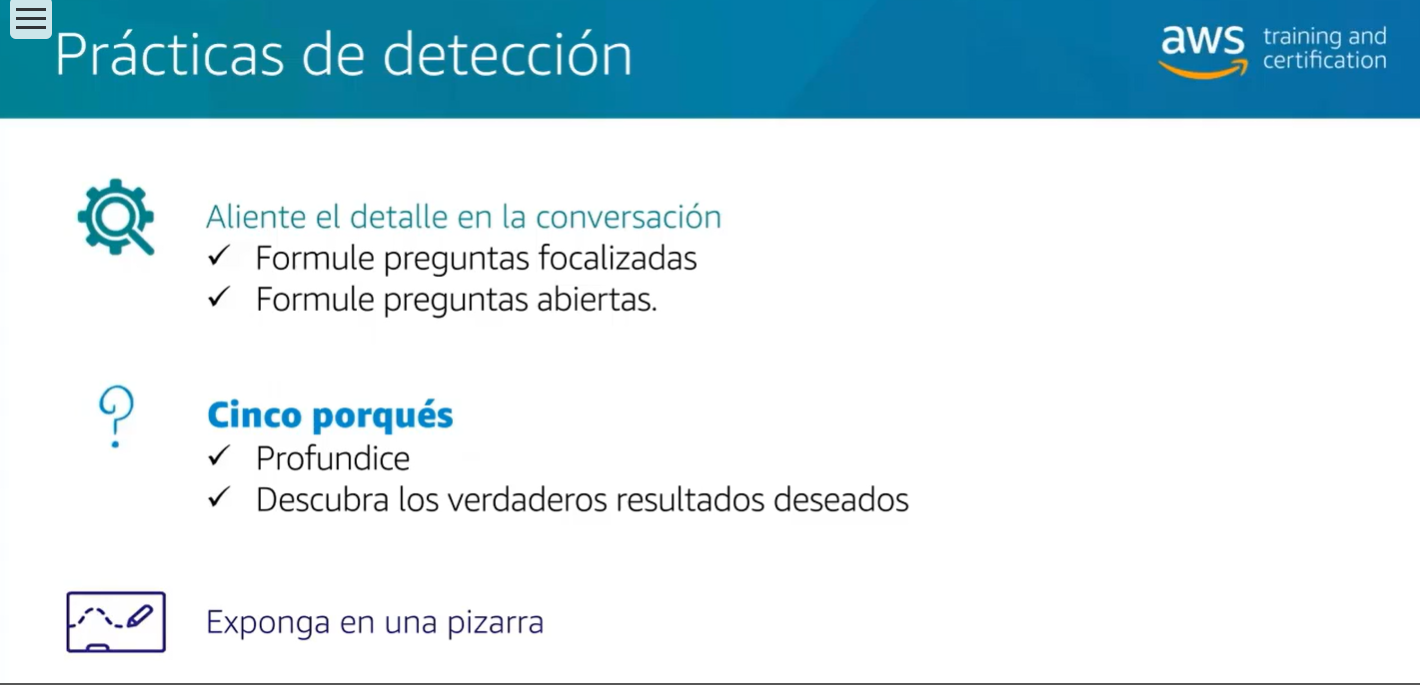 Prácticas de detección
aws training and
certification
Aliente el detalle en la conversación
✓ Formule preguntas focalizadas
✓ Formule preguntas abiertas.
?
Cinco porqués
✓ Profundice
✓ Descubra los verdaderos resultados deseados
Exponga en una pizarra